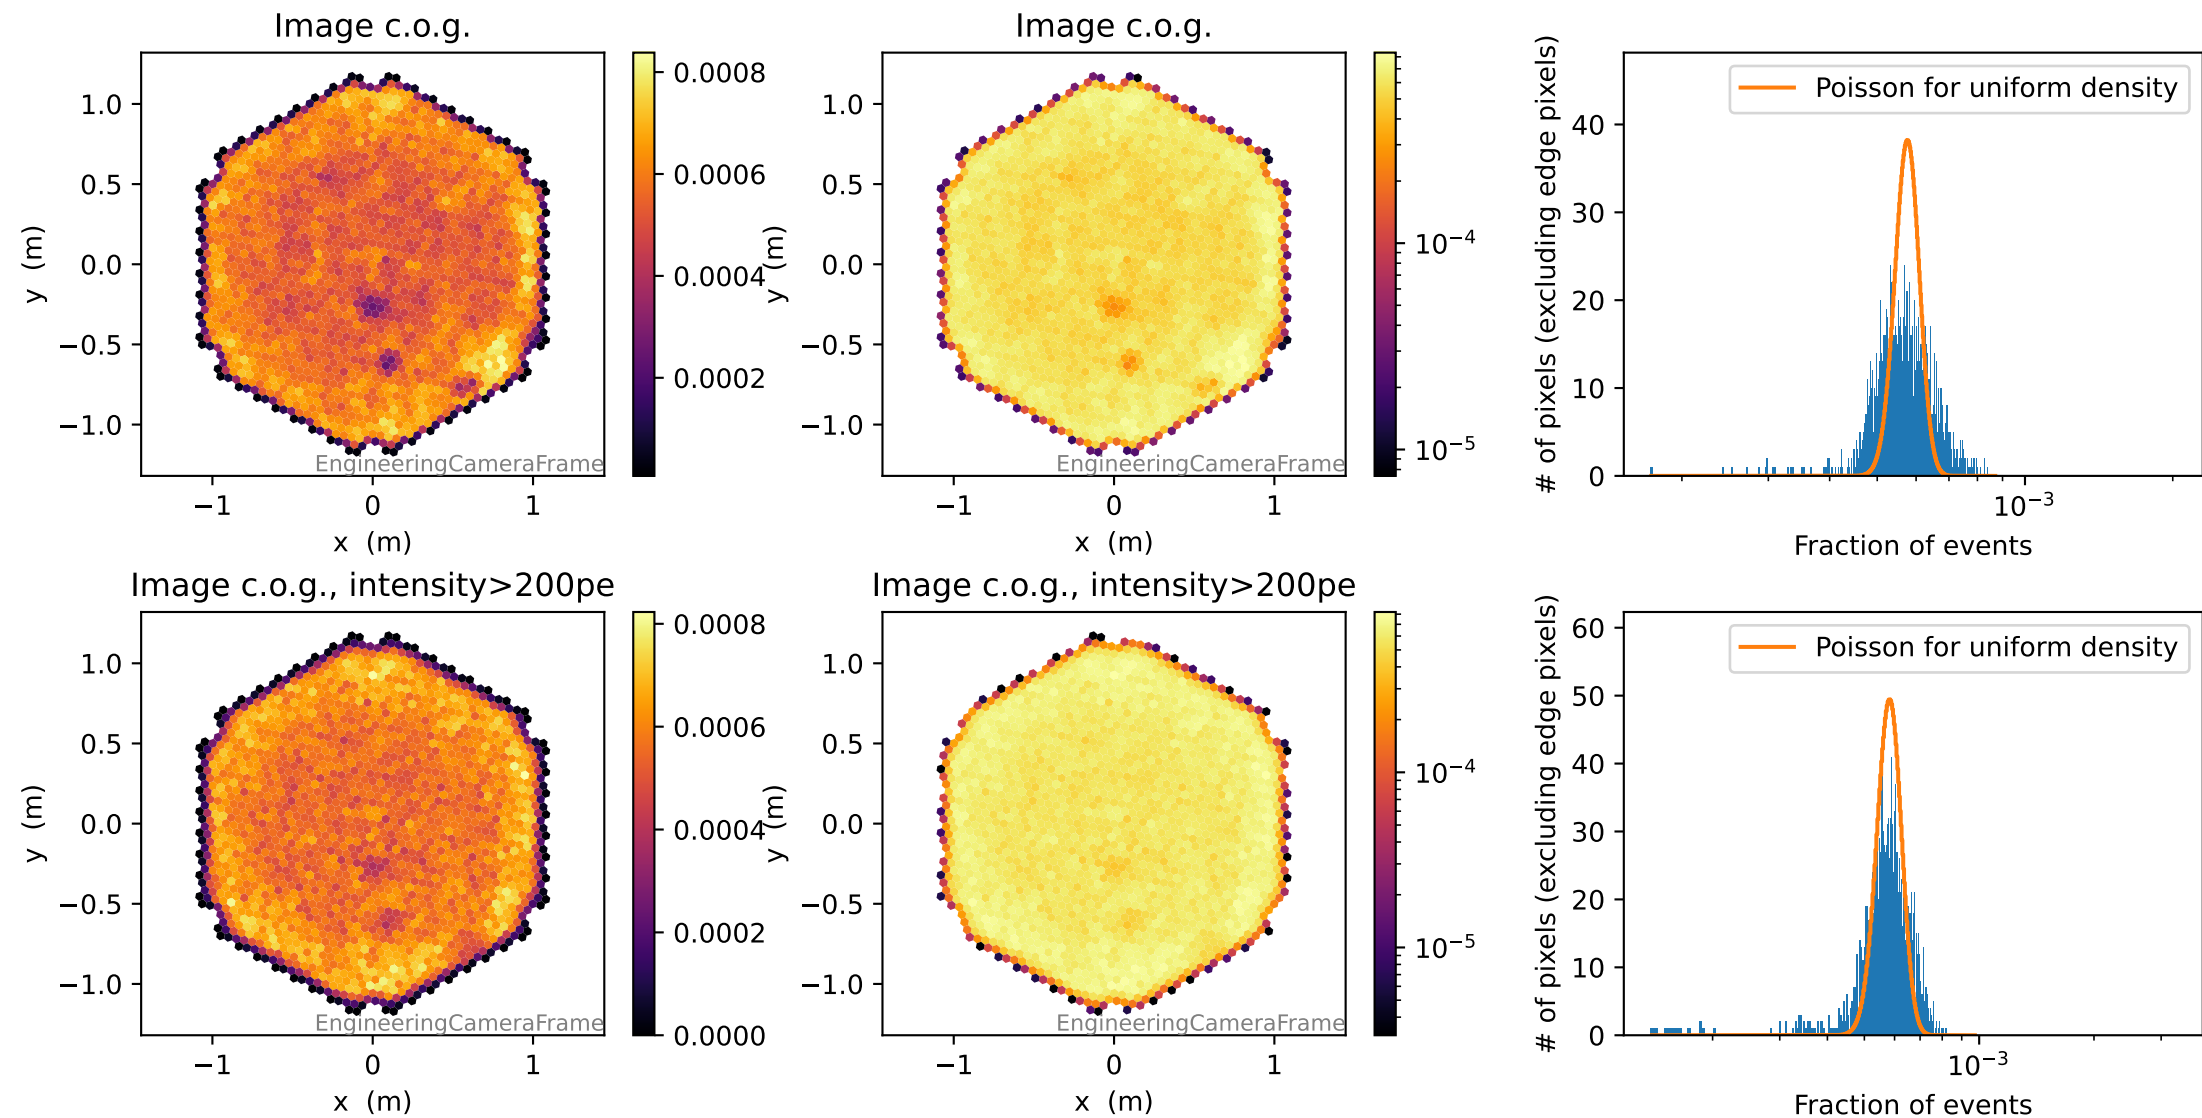 Image c.o.g.
y (m)
1.0
0.5
0.0
−0.5
−1.0
−1
0
1
x (m)
EngineeringCameraFrame
0.0008
0.0006
0.0004
0.0002
Image c.o.g.
y (m)
1.0
0.5
0.0
−0.5
−1.0
−1
0
1
x (m)
EngineeringCameraFrame
10⁻⁴
10⁻⁵
# of pixels (excluding edge pixels)
40
30
20
10
0
Poisson for uniform density
10⁻³
Fraction of events
Image c.o.g., intensity>200pe
y (m)
1.0
0.5
0.0
−0.5
−1.0
−1
0
1
x (m)
EngineeringCameraFrame
0.0008
0.0006
0.0004
0.0002
0.0000
Image c.o.g., intensity>200pe
y (m)
1.0
0.5
0.0
−0.5
−1.0
−1
0
1
x (m)
EngineeringCameraFrame
10⁻⁴
10⁻⁵
# of pixels (excluding edge pixels)
60
50
40
30
20
10
0
Poisson for uniform density
10⁻³
Fraction of events